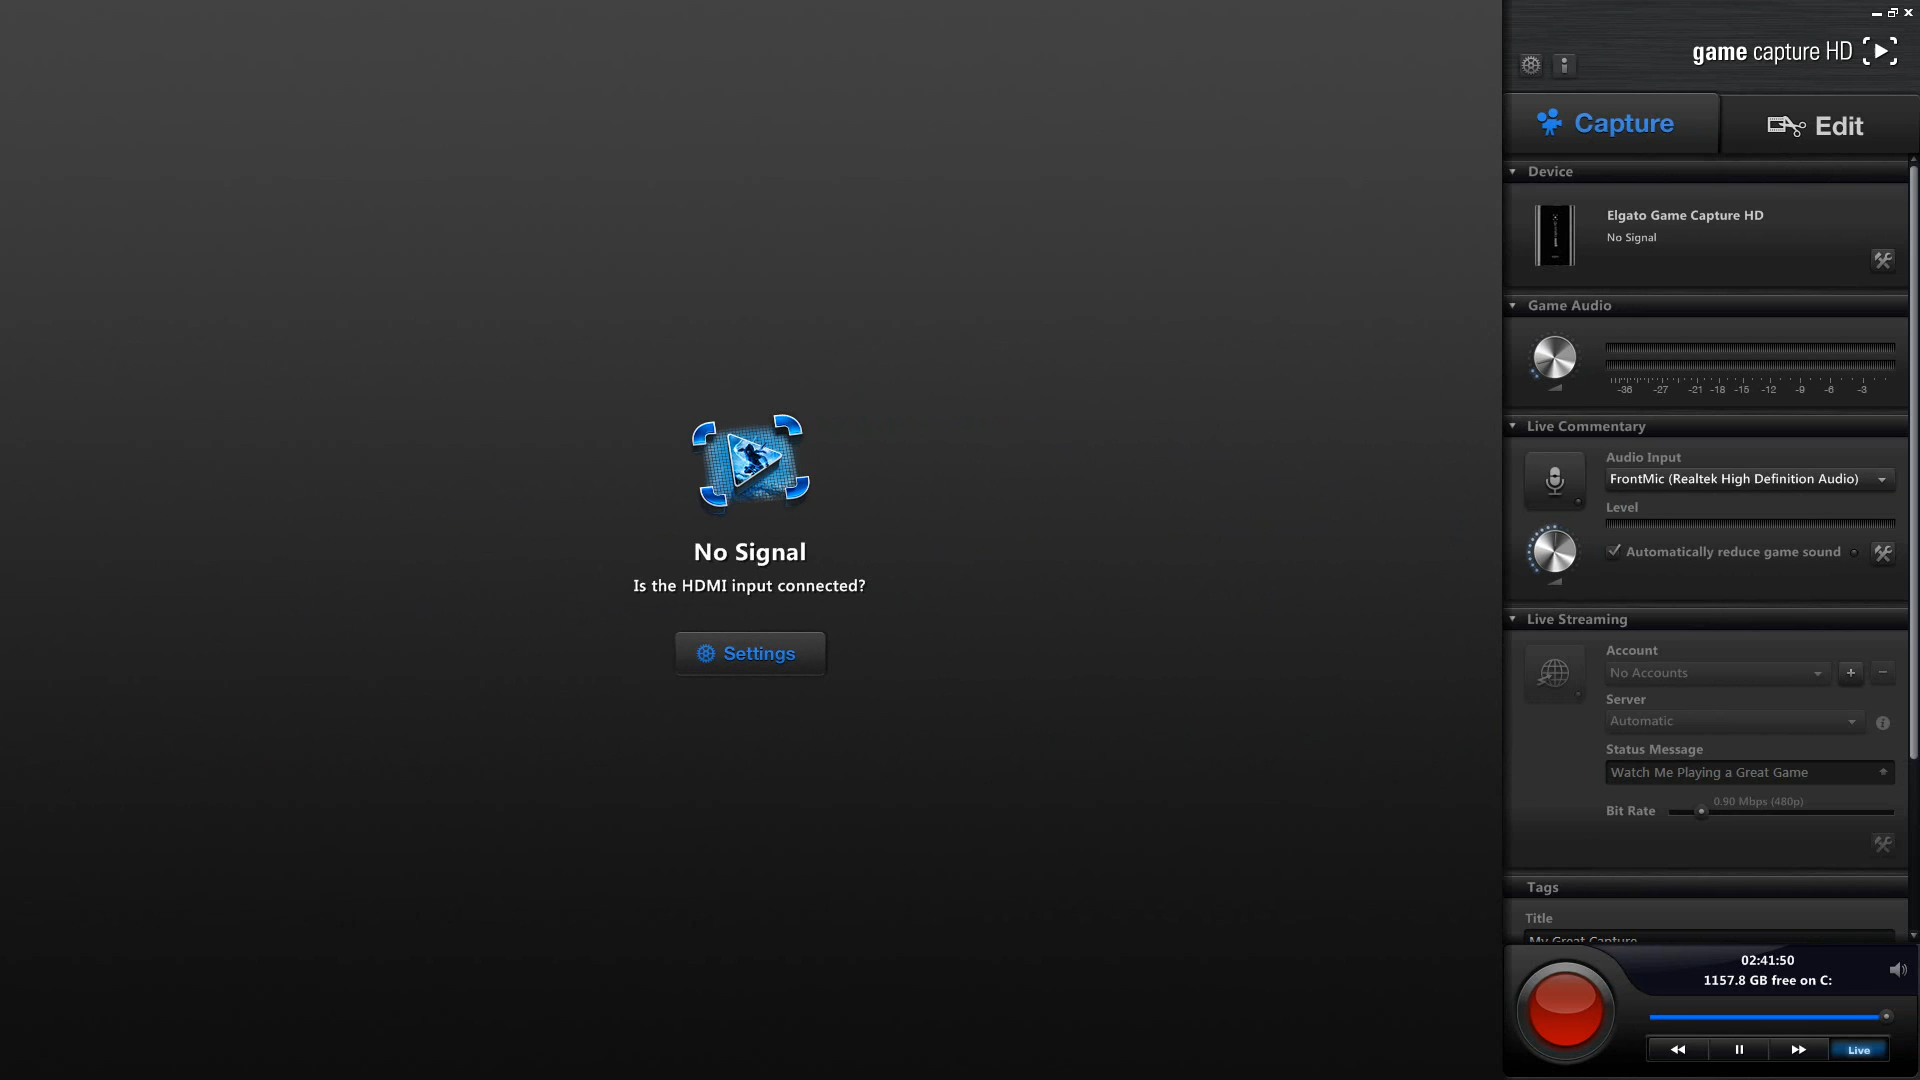 game capture HD
Capture
Edit
Device
Elgato Game Capture HD
No Signal
Game Audio
-36 -27 -21 -18 -15 -12 -9 -6 -3
Live Commentary
Audio Input
FrontMic (Realtek High Definition Audio)
Level
Automatically reduce game sound
No Signal
Is the HDMI input connected?
Settings
Live Streaming
Account
No Accounts
Server
Automatic
Status Message
Watch Me Playing a Great Game
0.90 Mbps (480p)
Bit Rate
Tags
Title
My Great Capture
02:41:50
1157.8 GB free on C:
Live